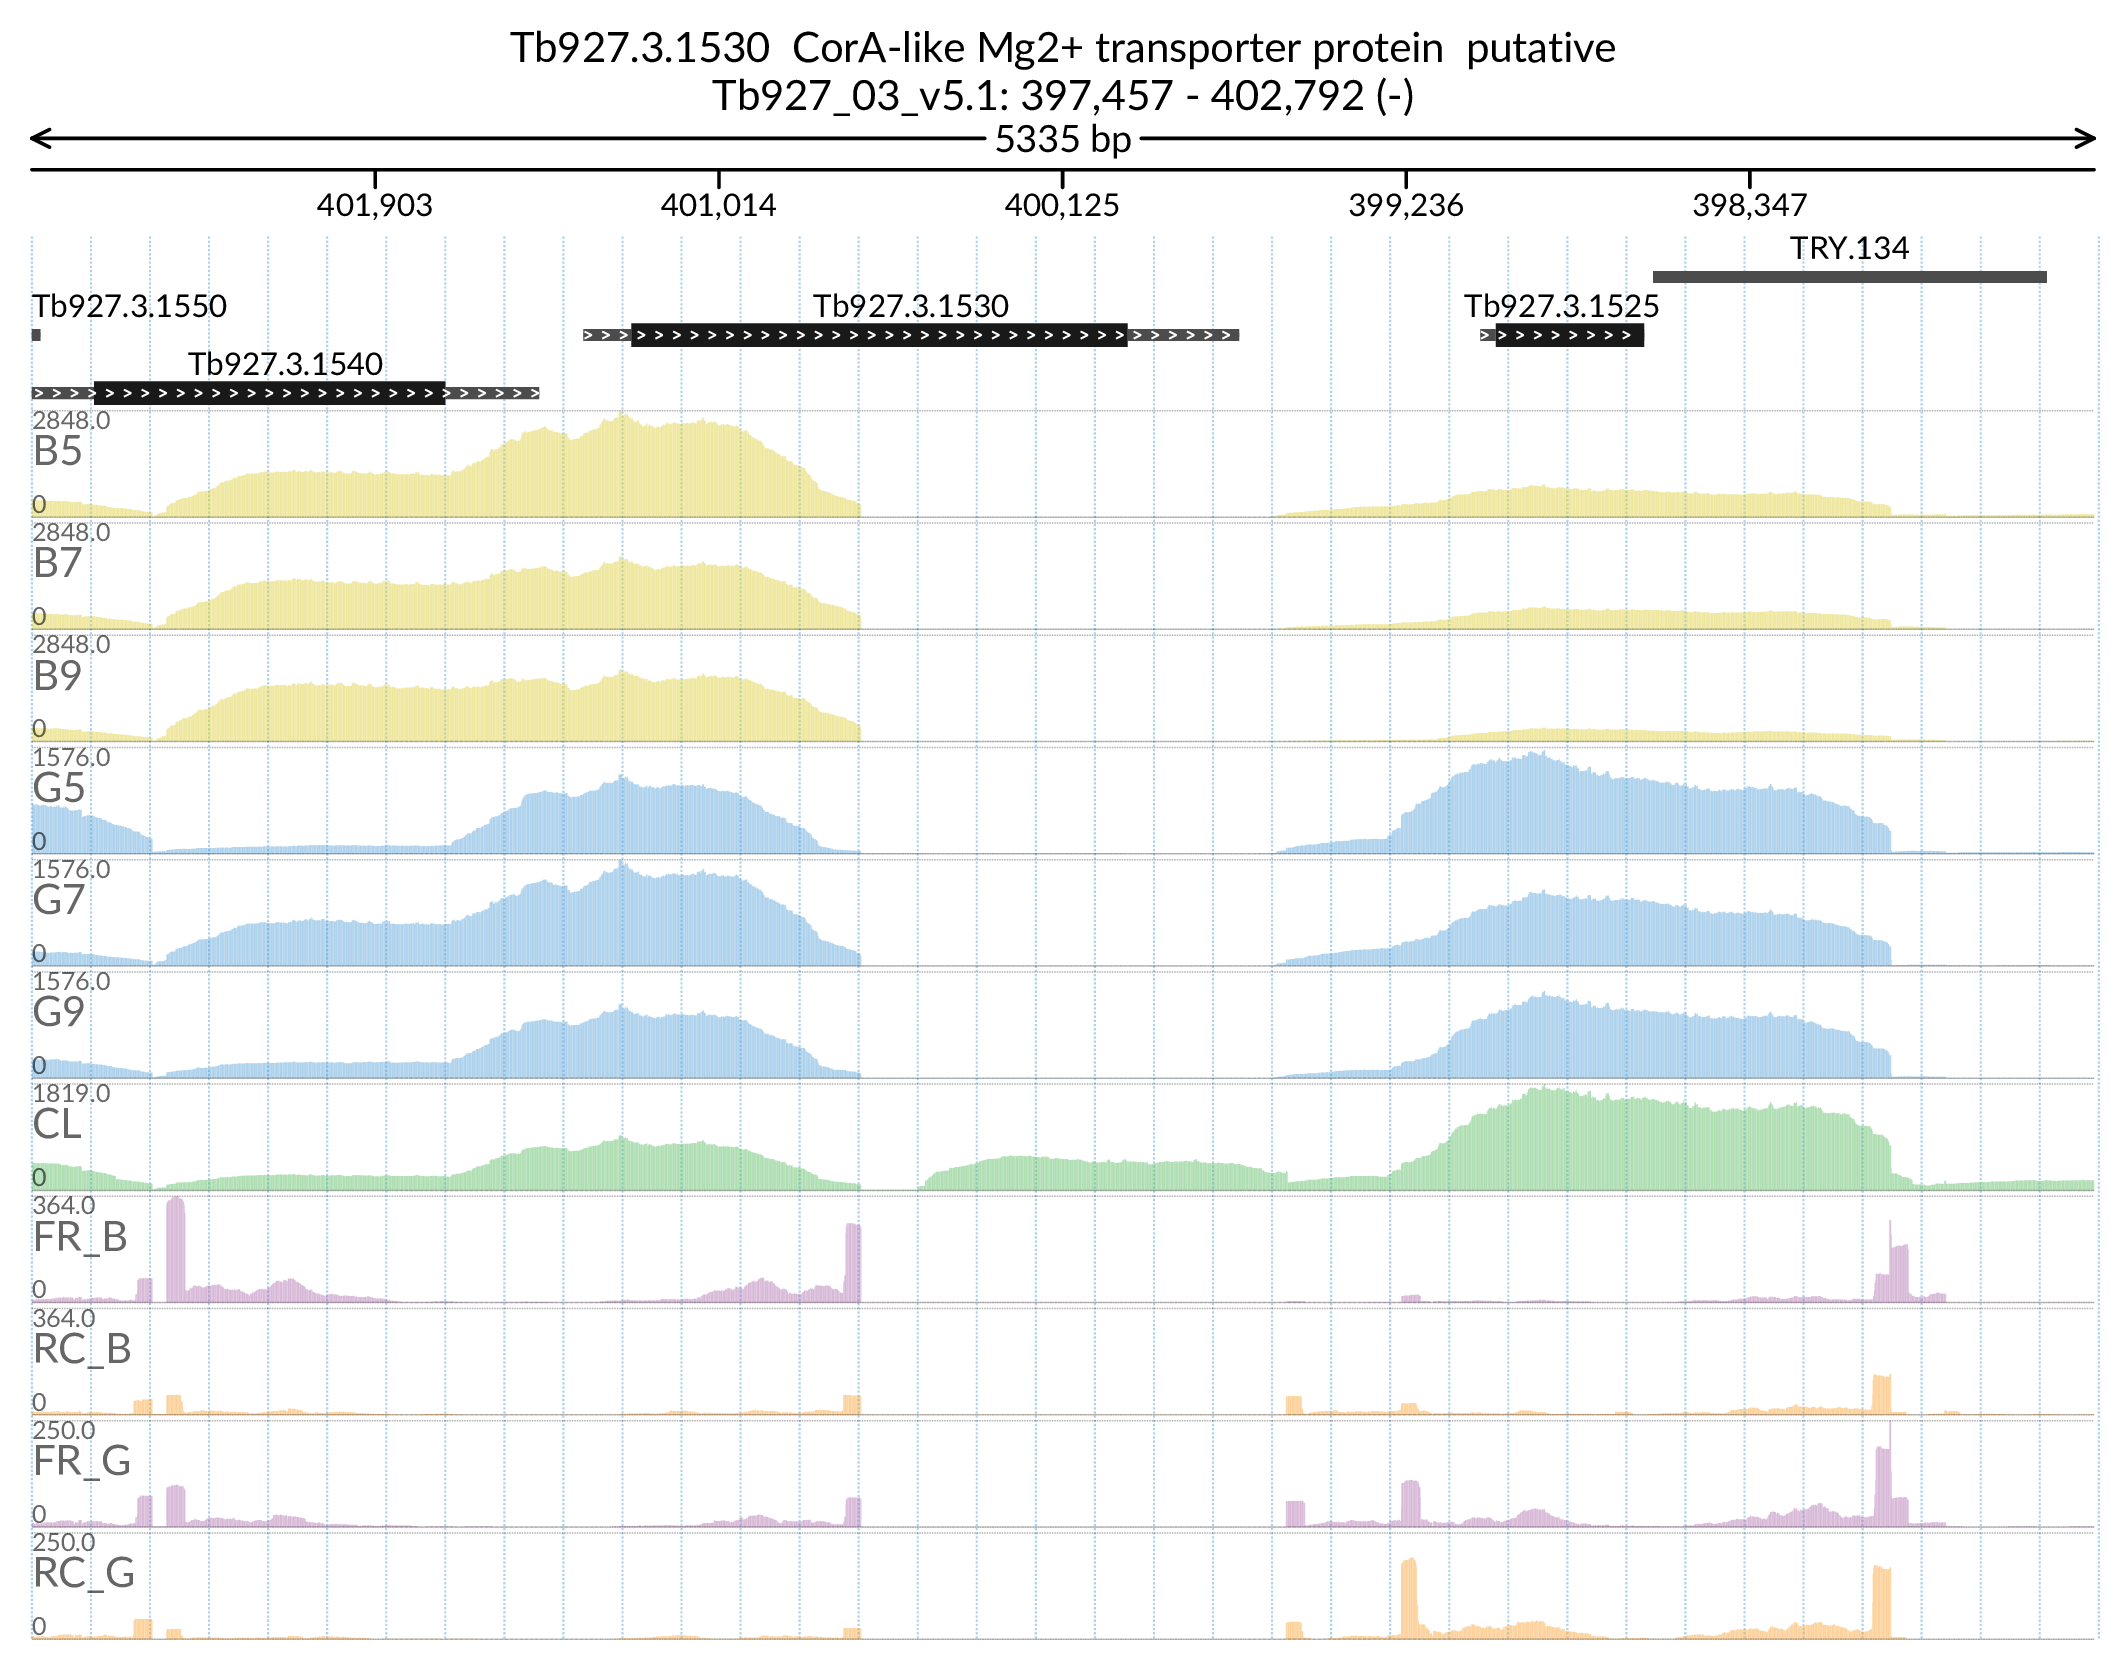 Tb927.3.1530  CorA-like Mg2+ transporter protein  putative
Tb927_03_v5.1: 397,457 - 402,792 (-)
5335 bp
401,903 401,014 400,125 399,236 398,347
TRY.134
Tb927.3.1550 Tb927.3.1530 Tb927.3.1525
Tb927.3.1540
2848.0
B5
0
2848.0
B7
0
2848.0
B9
0
1576.0
G5
0
1576.0
G7
0
1576.0
G9
0
1819.0
CL
0
364.0
FR_B
0
364.0
RC_B
0
250.0
FR_G
0
250.0
RC_G
0